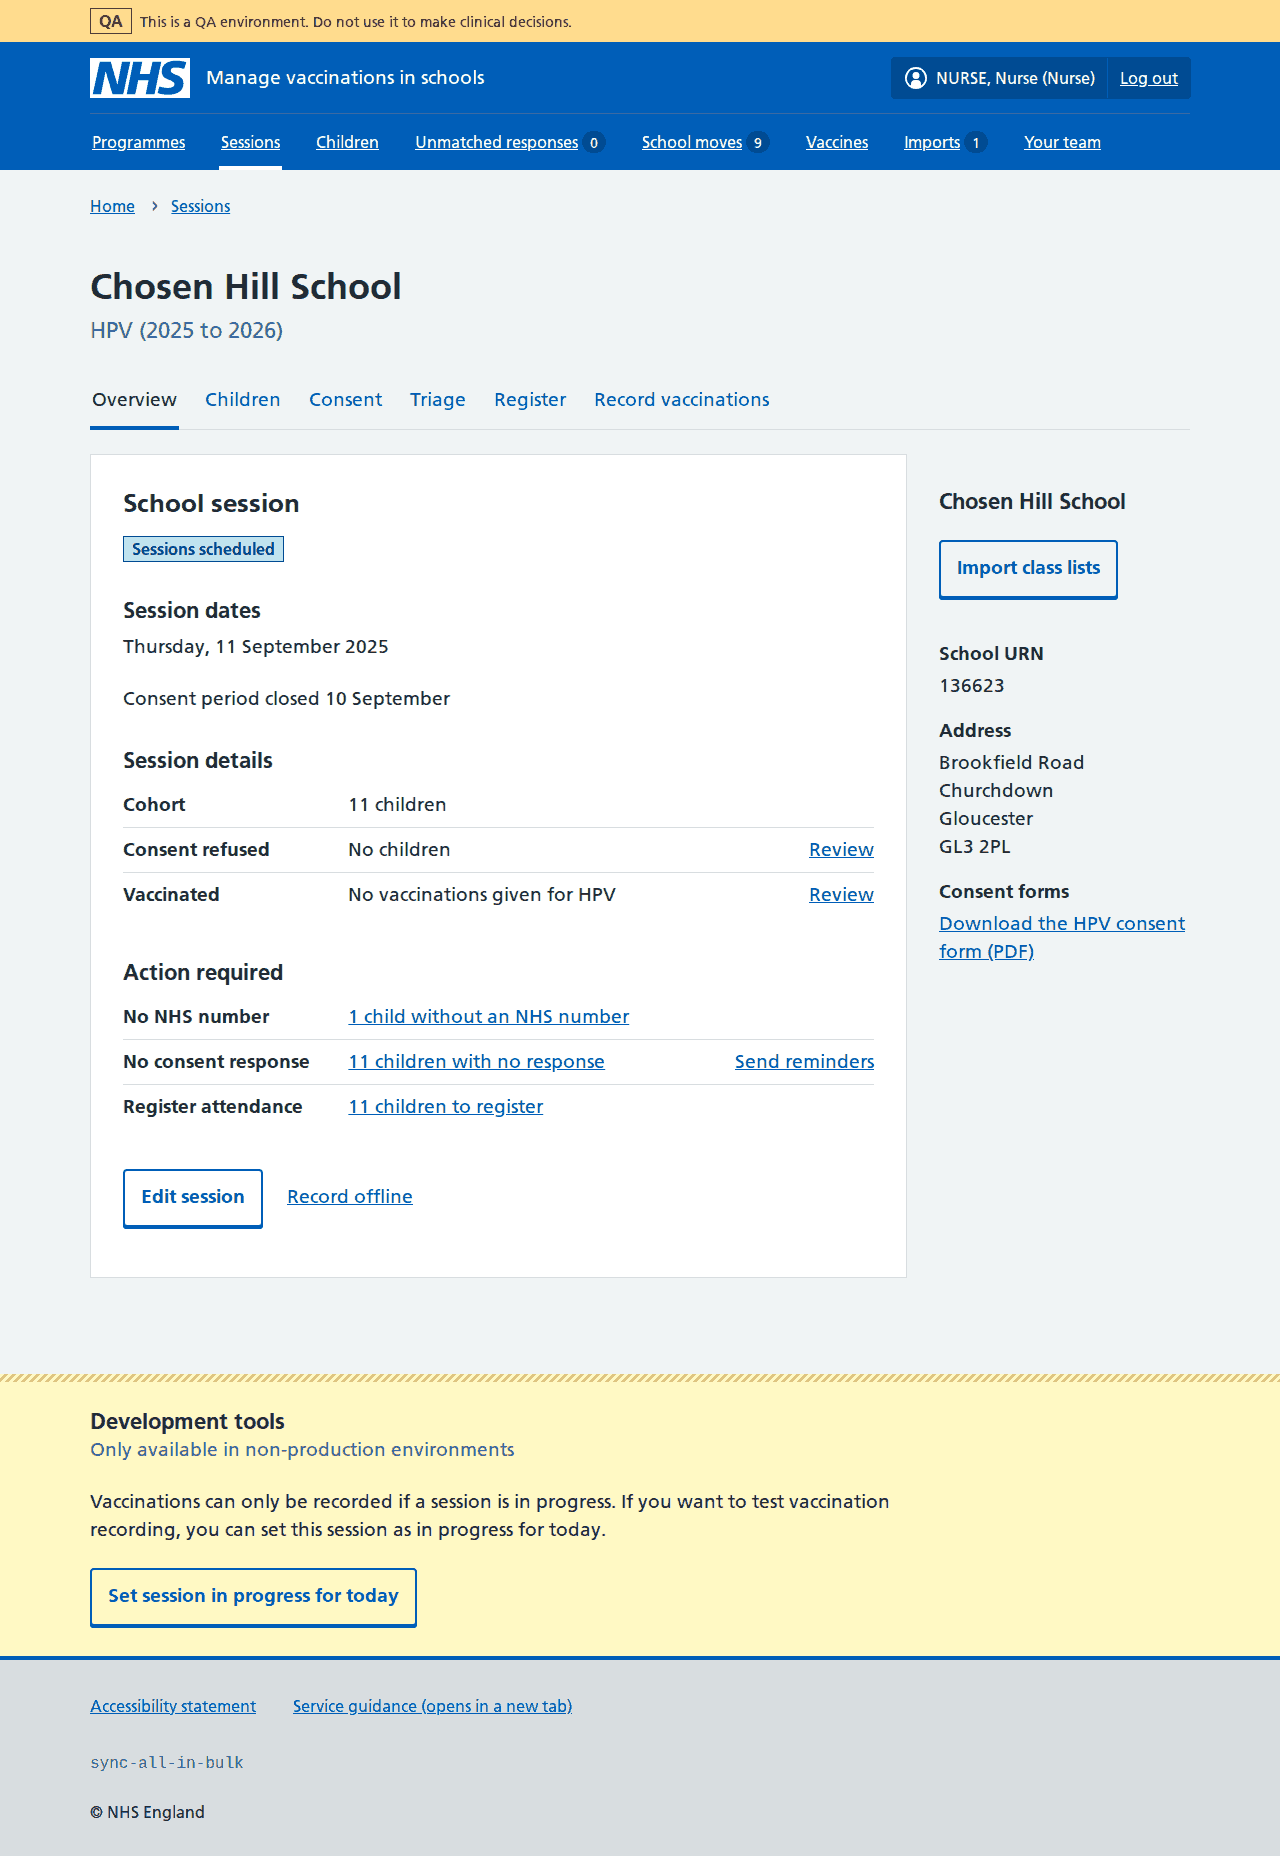 QA This is a QA environment. Do not use it to make clinical decisions.
NHS Manage vaccinations in schools NURSE, Nurse (Nurse) Log out
Programmes Sessions Children Unmatched responses 0 School moves 9 Vaccines Imports 1 Your team
Home › Sessions
Chosen Hill School
HPV (2025 to 2026)
Overview Children Consent Triage Register Record vaccinations
School session
Sessions scheduled
Session dates
Thursday, 11 September 2025
Consent period closed 10 September
Session details
Cohort 11 children
Consent refused No children Review
Vaccinated No vaccinations given for HPV Review
Action required
No NHS number 1 child without an NHS number
No consent response 11 children with no response Send reminders
Register attendance 11 children to register
Edit session Record offline
Chosen Hill School
Import class lists
School URN
136623
Address
Brookfield Road
Churchdown
Gloucester
GL3 2PL
Consent forms
Download the HPV consent
form (PDF)
Development tools
Only available in non-production environments
Vaccinations can only be recorded if a session is in progress. If you want to test vaccination
recording, you can set this session as in progress for today.
Set session in progress for today
Accessibility statement Service guidance (opens in a new tab)
sync-all-in-bulk
© NHS England